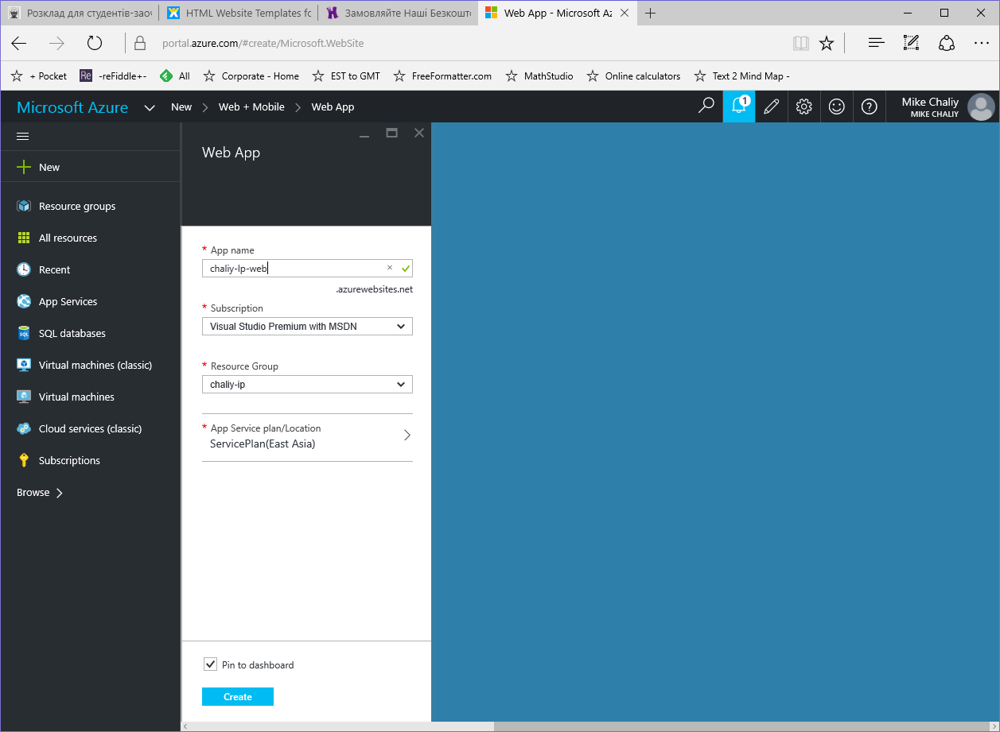 Розклад для студентів-заоч
HTML Website Templates fo
Замовляйте Наші Безкошто
Web App - Microsoft Az
portal.azure.com/#create/Microsoft.WebSite
+ Pocket
Re -reFiddle+-
All
Corporate - Home
EST to GMT
FreeFormatter.com
MathStudio
Online calculators
Text 2 Mind Map -
Microsoft Azure
New
Web + Mobile
Web App
1
Mike Chaliy
MIKE CHALIY
New
Resource groups
All resources
Recent
App Services
SQL databases
Virtual machines (classic)
Virtual machines
Cloud services (classic)
Subscriptions
Browse
Web App
* App name
chaliy-lp-web
.azurewebsites.net
* Subscription
Visual Studio Premium with MSDN
* Resource Group
chaliy-ip
* App Service plan/Location
ServicePlan(East Asia)
Pin to dashboard
Create